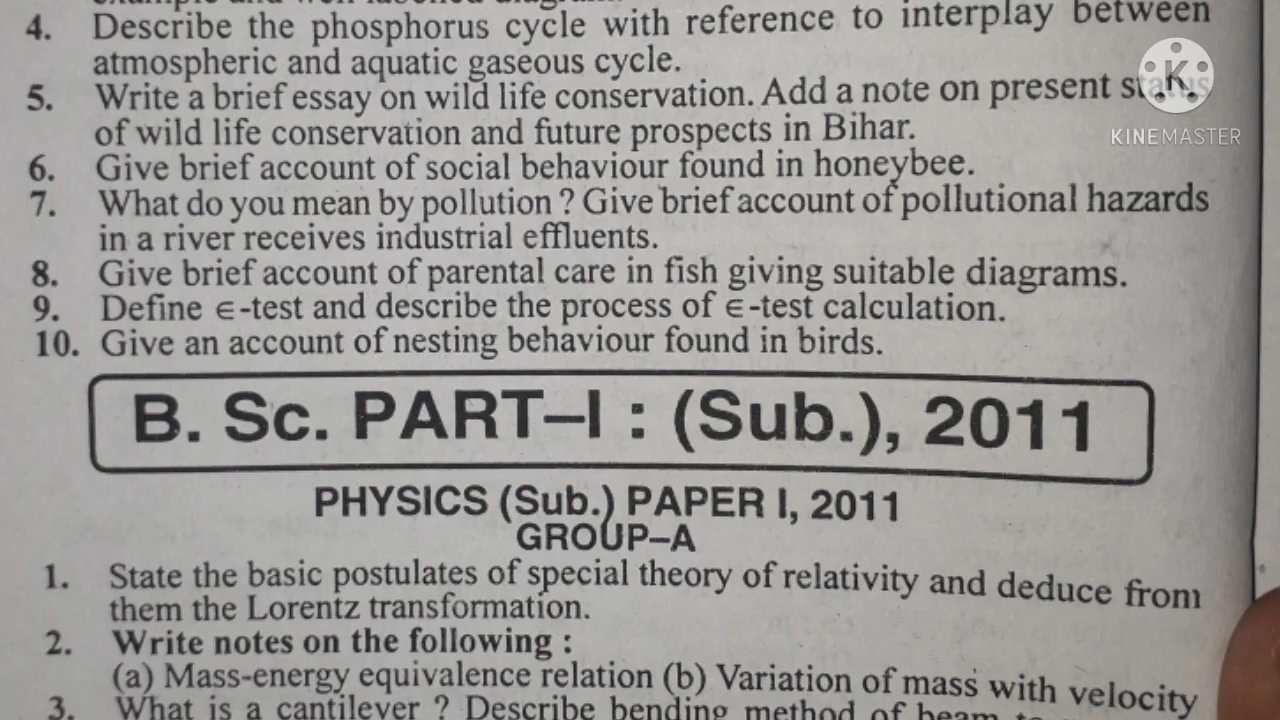 4. Describe the phosphorus cycle with reference to interplay between
atmospheric and aquatic gaseous cycle.
5. Write a brief essay on wild life conservation. Add a note on present status
of wild life conservation and future prospects in Bihar.
6. Give brief account of social behaviour found in honeybee.
7. What do you mean by pollution ? Give brief account of pollutional hazards
in a river receives industrial effluents.
8. Give brief account of parental care in fish giving suitable diagrams.
9. Define ∈-test and describe the process of ∈-test calculation.
10. Give an account of nesting behaviour found in birds.
B. Sc. PART–I : (Sub.), 2011
PHYSICS (Sub.) PAPER I, 2011
GROUP–A
1. State the basic postulates of special theory of relativity and deduce from
them the Lorentz transformation.
2. Write notes on the following :
(a) Mass-energy equivalence relation (b) Variation of mass with velocity
3. What is a cantilever ? Describe bending method of beam
K
KINEMASTER